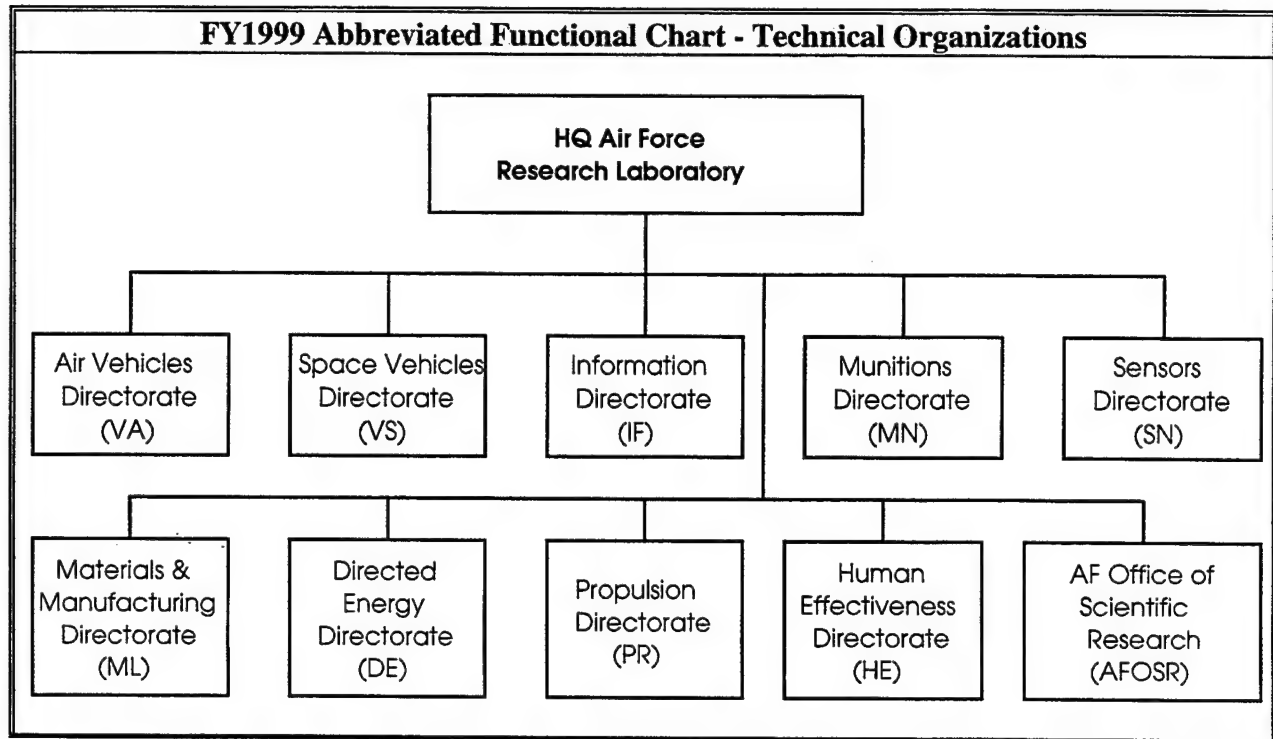 FY1999 Abbreviated Functional Chart - Technical Organizations
HQ Air Force
Research Laboratory
Air Vehicles
Directorate
(VA)
Space Vehicles
Directorate
(VS)
Information
Directorate
(IF)
Munitions
Directorate
(MN)
Sensors
Directorate
(SN)
Materials &
Manufacturing
Directorate
(ML)
Directed
Energy
Directorate
(DE)
Propulsion
Directorate
(PR)
Human
Effectiveness
Directorate
(HE)
AF Office of
Scientific
Research
(AFOSR)